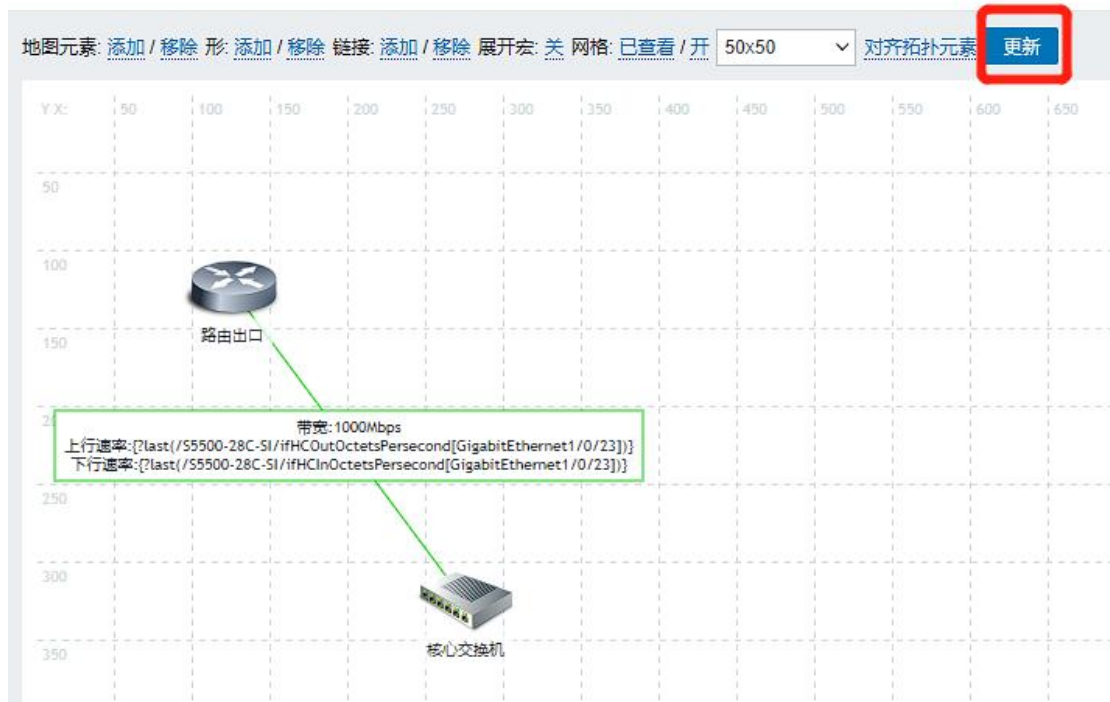 地图元素: 添加 / 移除 形: 添加 / 移除 链接: 添加 / 移除 展开宏: 关 网格: 已查看 / 开 50x50 对齐拓扑元素 更新
Y X: 50 100 150 200 250 300 350 400 450 500 550 600 650
50
100
路由出口
150
带宽:1000Mbps
上行速率:{?last(/S5500-28C-SI/ifHCOutOctetsPersecond[GigabitEthernet1/0/23])}
下行速率:{?last(/S5500-28C-SI/ifHCInOctetsPersecond[GigabitEthernet1/0/23])}
250
300
核心交换机
350